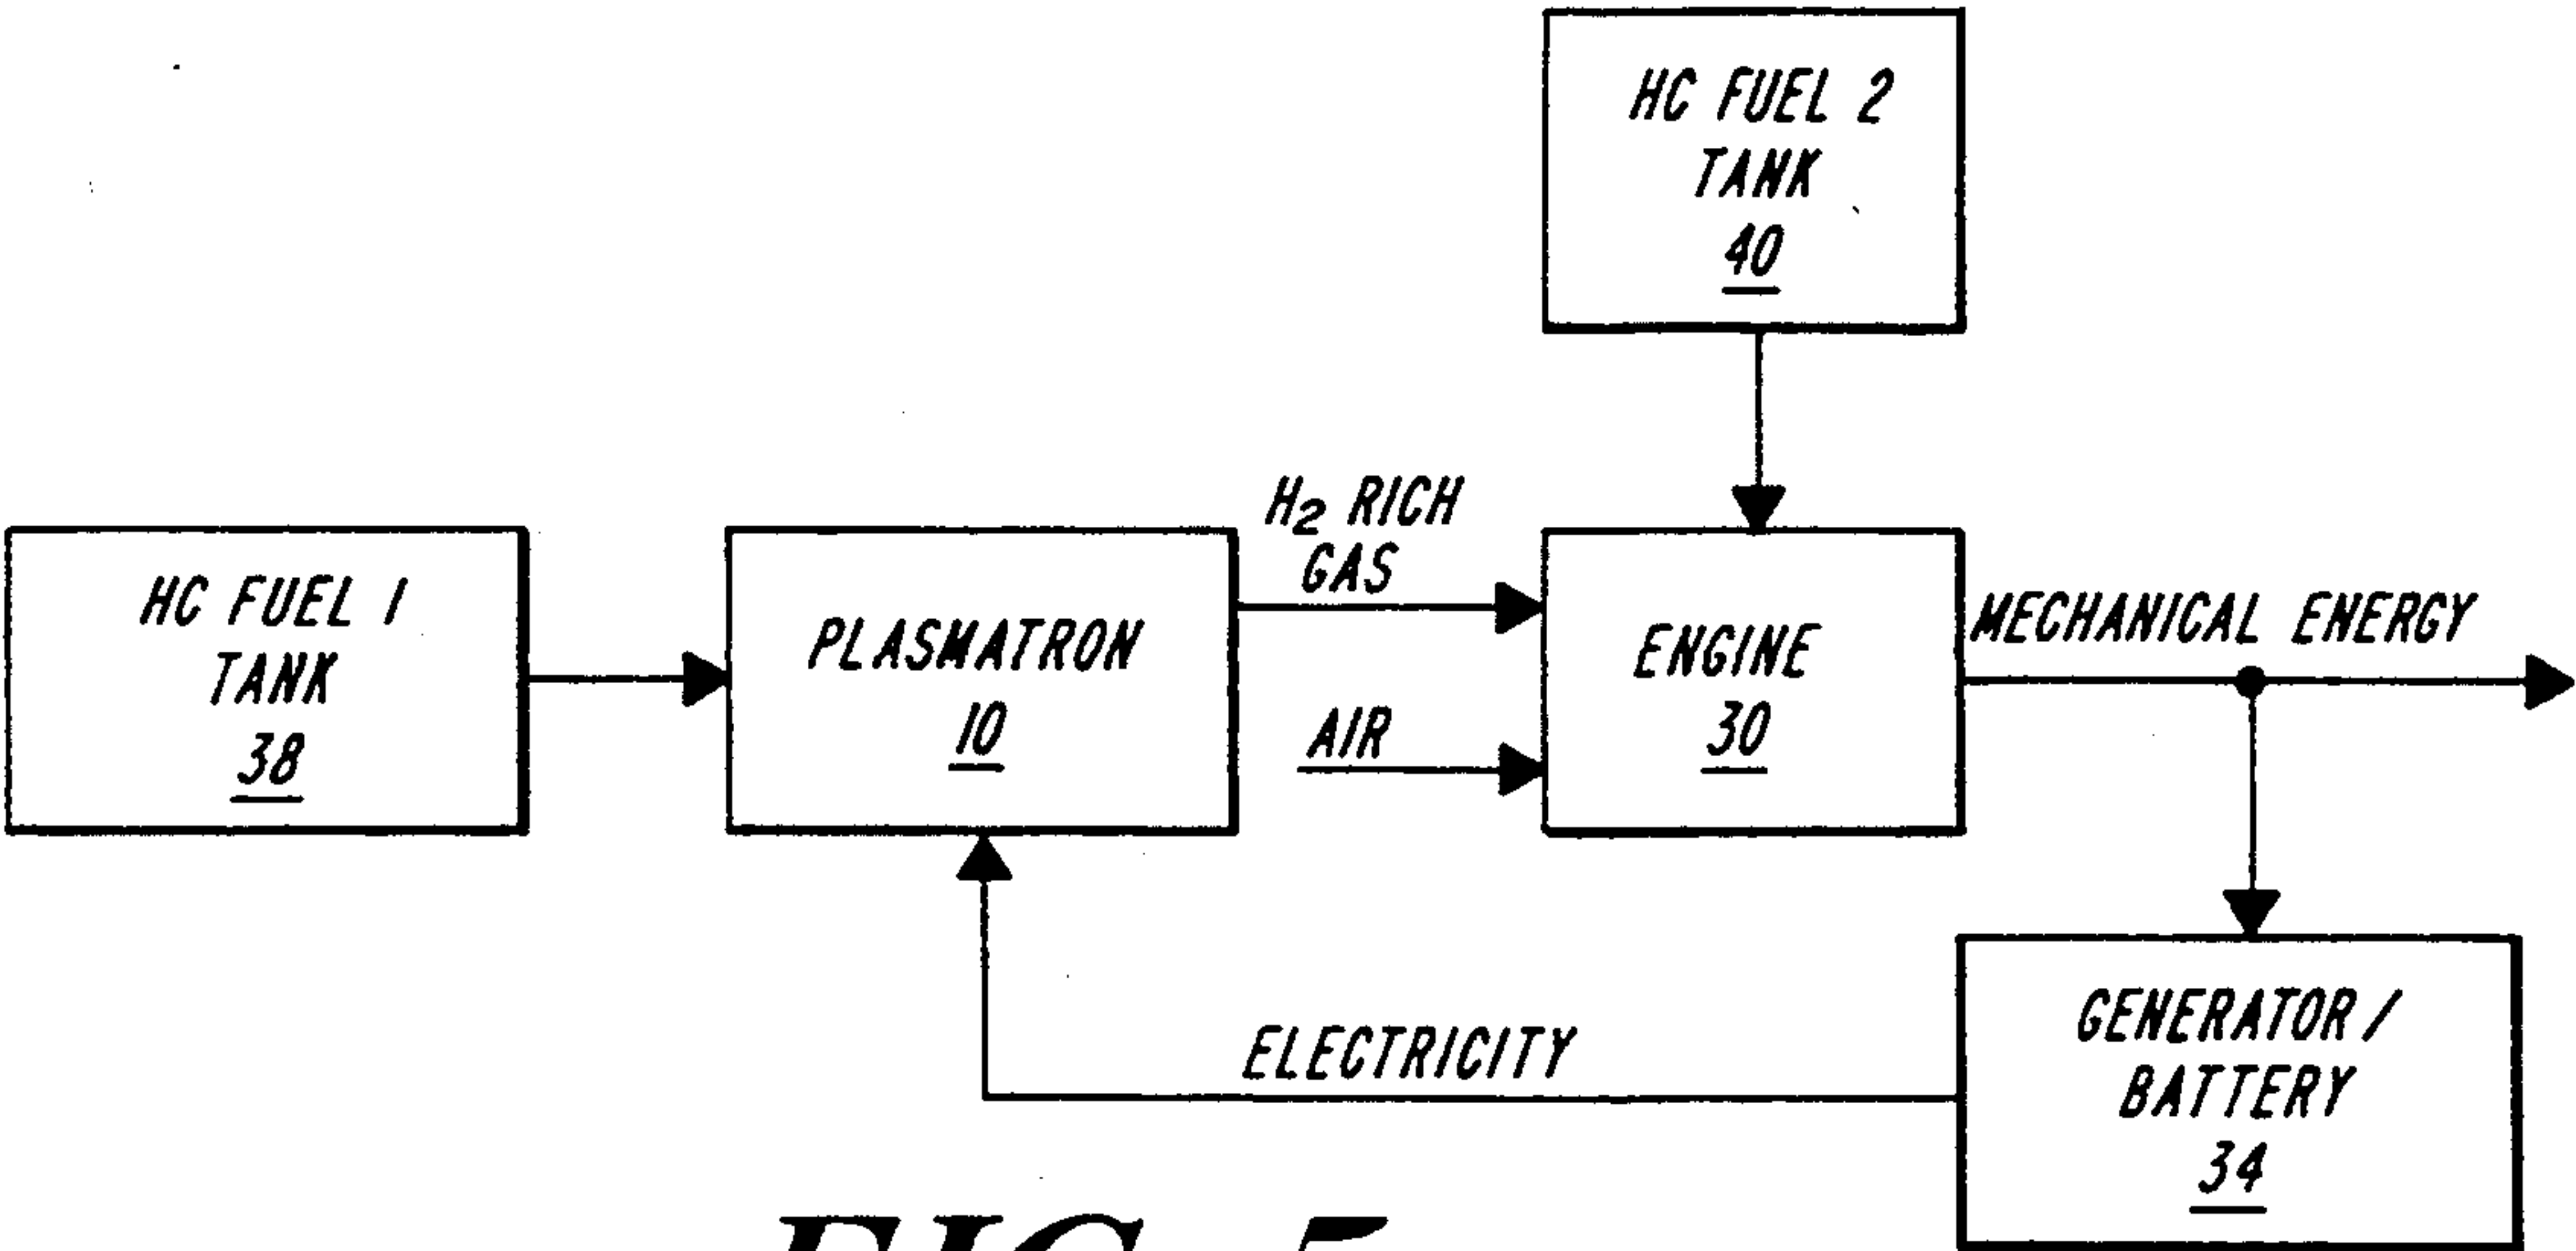 HC FUEL 2
TANK
40
HC FUEL 1
TANK
38
PLASMATRON
10
H2 RICH
GAS
AIR
ENGINE
30
MECHANICAL ENERGY
ELECTRICITY
GENERATOR/
BATTERY
34
FIG. 5